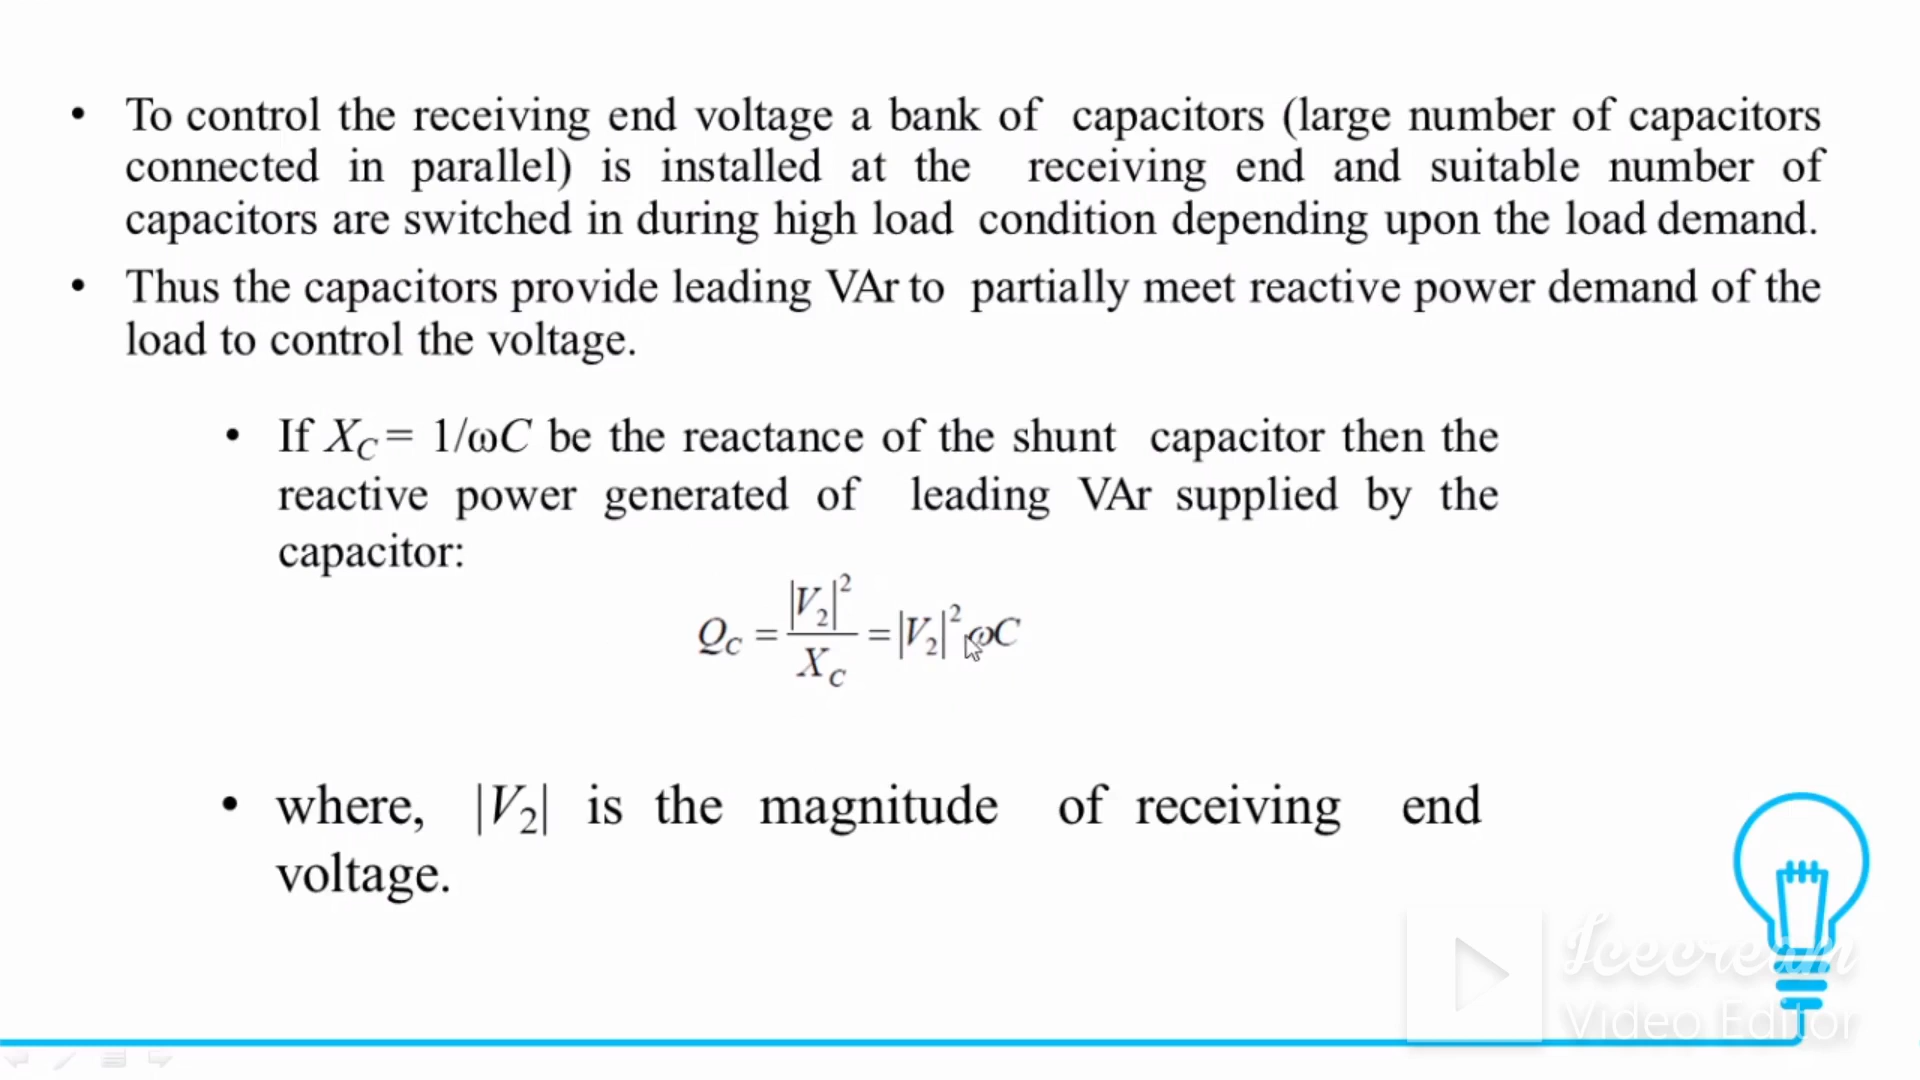 • To control the receiving end voltage a bank of capacitors (large number of capacitors
connected in parallel) is installed at the receiving end and suitable number of
capacitors are switched in during high load condition depending upon the load demand.
• Thus the capacitors provide leading VAr to partially meet reactive power demand of the
load to control the voltage.
• If X_C = 1/ωC be the reactance of the shunt capacitor then the
reactive power generated of leading VAr supplied by the
capacitor:
Q_C = |V_2|^2 / X_C = |V_2|^2 ωC
• where, |V_2| is the magnitude of receiving end
voltage.
Icecream
Video Editor